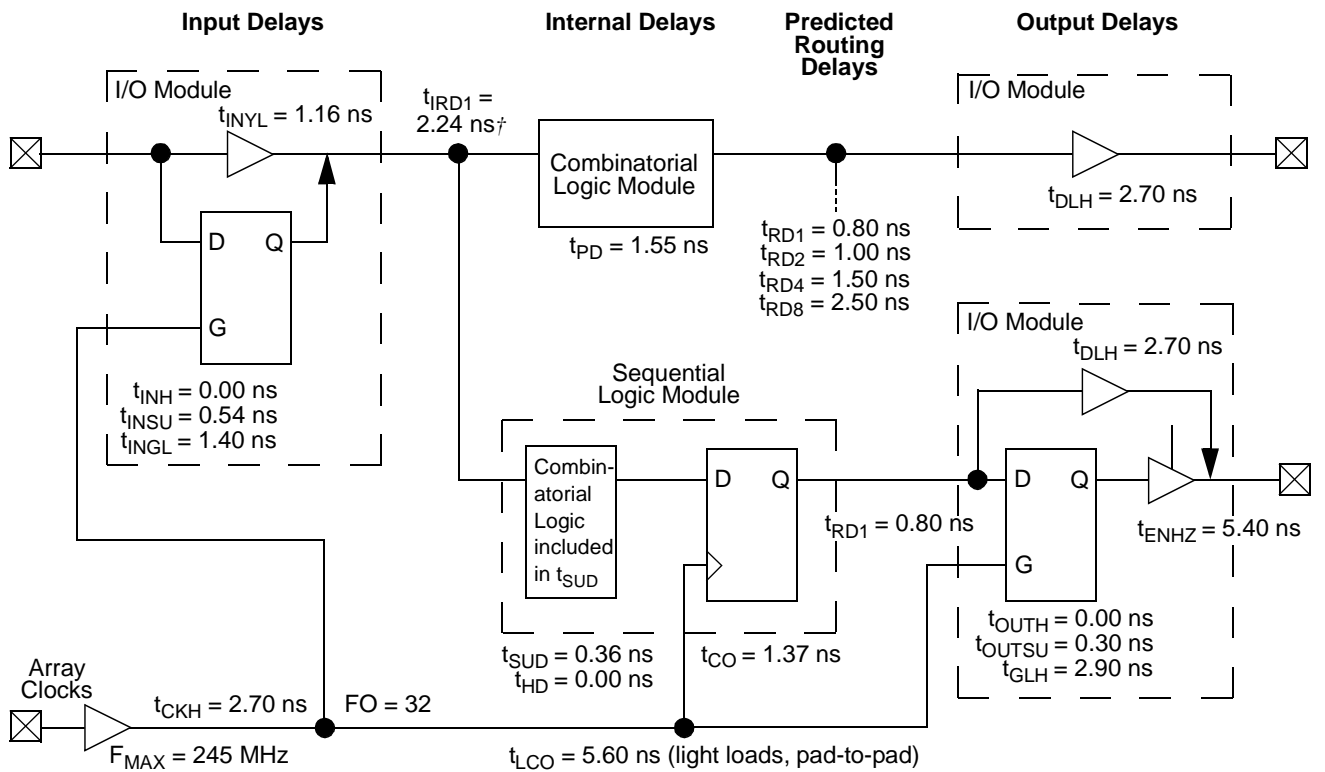 Input Delays
Internal Delays
Predicted
Routing
Delays
Output Delays
I/O Module
tINYL = 1.16 ns
D
Q
G
tINH = 0.00 ns
tINSU = 0.54 ns
tINGL = 1.40 ns
tIRD1 =
2.24 ns†
Combinatorial
Logic Module
tPD = 1.55 ns
tRD1 = 0.80 ns
tRD2 = 1.00 ns
tRD4 = 1.50 ns
tRD8 = 2.50 ns
I/O Module
tDLH = 2.70 ns
Sequential
Logic Module
Combin-
atorial
Logic
included
in tSUD
D
Q
tSUD = 0.36 ns
tHD = 0.00 ns
tCO = 1.37 ns
tRD1 = 0.80 ns
I/O Module
tDLH = 2.70 ns
D
Q
G
tENHZ = 5.40 ns
tOUTH = 0.00 ns
tOUTSU = 0.30 ns
tGLH = 2.90 ns
Array
Clocks
tCKH = 2.70 ns
FO = 32
FMAX = 245 MHz
tLCO = 5.60 ns (light loads, pad-to-pad)